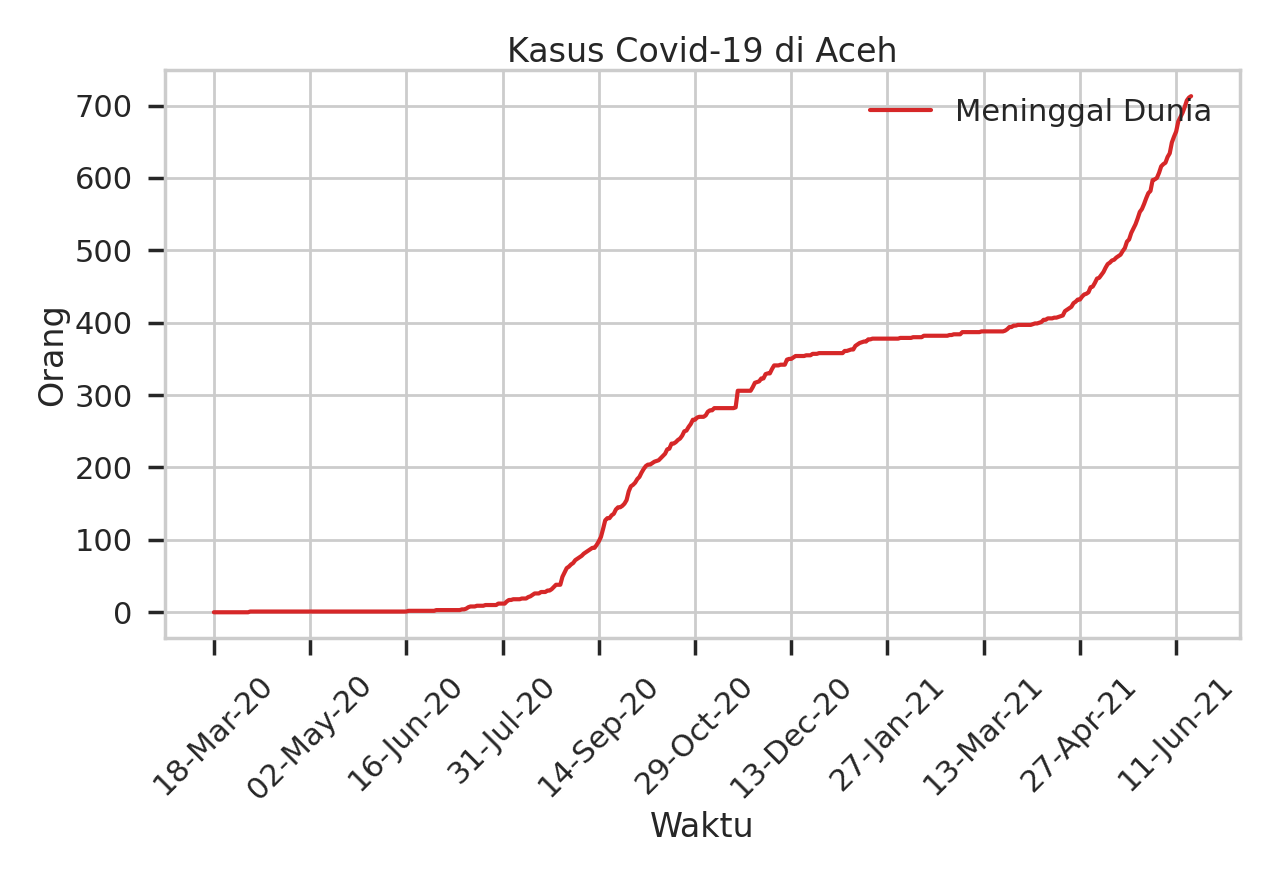 Kasus Covid-19 di Aceh
Meninggal Dunia
Orang
700
600
500
400
300
200
100
0
18-Mar-20
02-May-20
16-Jun-20
31-Jul-20
14-Sep-20
29-Oct-20
13-Dec-20
27-Jan-21
13-Mar-21
27-Apr-21
11-Jun-21
Waktu